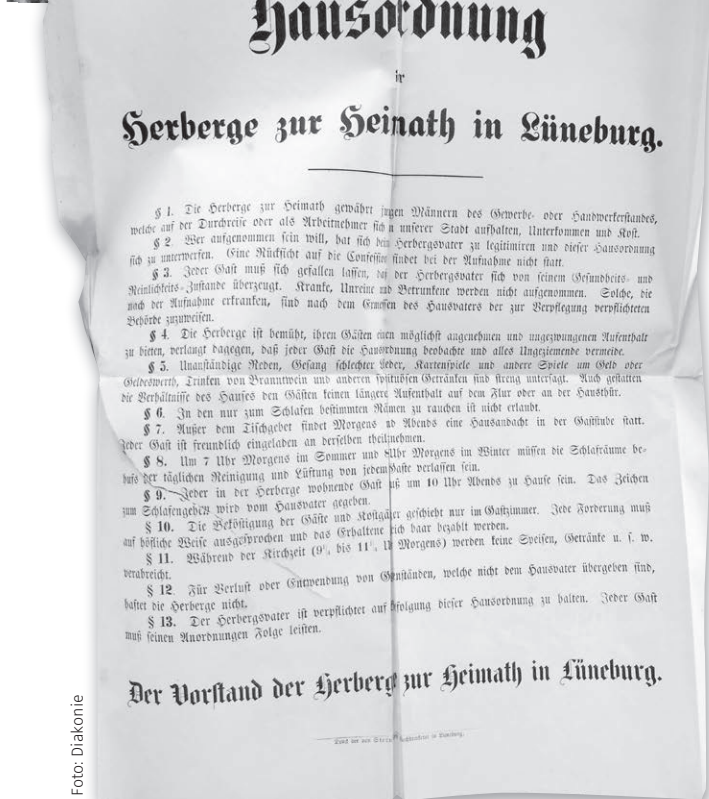 Hausordnung
ir
Herberge zur Heimath in Lüneburg.
§ 1. Die Herberge zur Heimath gewährt jungen Männern des Gewerbe- oder Handwerkerstandes,
welche auf der Durchreise oder als Arbeitnehmer sich n unserer Stadt aufhalten, Unterkommen und Kost.
§ 2. Wer aufgenommen sein will, hat sich dem Herbergsvater zu legitimiren und dieser Hausordnung
sich zu unterwerfen. Eine Rücksicht auf die Confession findet bei der Aufnahme nicht statt.
§ 3. Jeder Gast muß sich gefallen lassen, daß der Herbergsvater sich von seinem Gesundheits- und
Reinlichkeits-Zustande überzeugt. Kranke, Unreine und Betrunkene werden nicht aufgenommen. Solche, die
nach der Aufnahme erkranken, sind nach dem Ermessen des Hausvaters der zur Verpflegung verpflichteten
Behörde zuzuweisen.
§ 4. Die Herberge ist bemüht, ihren Gästen einen möglichst angenehmen und ungezwungenen Aufenthalt
zu bieten, verlangt dagegen, daß jeder Gast die Hausordnung beobachte und alles Ungeziemende vermeide.
§ 5. Unanständige Reden, Gesang schlechter Lieder, Kartenspiele und andere Spiele um Geld oder
Geldeswerth, Trinken von Branntwein und anderen spirituösen Getränken sind streng untersagt. Auch gestatten
die Verhältnisse des Hauses den Gästen keinen längere Aufenthalt auf dem Flur oder an der Hausthür.
§ 6. In den nur zum Schlafen bestimmten Rämen zu rauchen ist nicht erlaubt.
§ 7. Außer dem Tischgebet findet Morgens nd Abends eine Hausandacht in der Gaststube statt.
Jeder Gast ist freundlich eingeladen an derselben theilnehmen.
§ 8. Um 7 Uhr Morgens im Sommer und 8 Uhr Morgens im Winter müssen die Schlafräume be-
hufs der täglichen Reinigung und Lüftung von jedem Gaste verlassen sein.
§ 9. Jeder in der Herberge wohnende Gast uß um 10 Uhr Abends zu Hause sein. Das Zeichen
zum Schlafengehen wird vom Hausvater gegeben.
§ 10. Die Beköstigung der Gäste und Kostgäer geschieht nur im Gastzimmer. Jede Forderung muß
auf höfliche Weise ausgesprochen und das Erhaltene baar bezahlt werden.
§ 11. Während der Kirchzeit (9½ bis 11½ Morgens) werden keine Speisen, Getränke u. s. w.
verabreicht.
§ 12. Für Verlust oder Entwendung von Genständen, welche nicht dem Hausvater übergeben sind,
haftet die Herberge nicht.
§ 13. Der Herbergsvater ist verpflichtet auf efolgung dieser Hausordnung zu halten. Jeder Gast
muß seinen Anordnungen Folge leisten.
Der Vorstand der Herberge zur Heimath in Lüneburg.
Druck der von Stern'schen in Lüneburg.
Foto: Diakonie